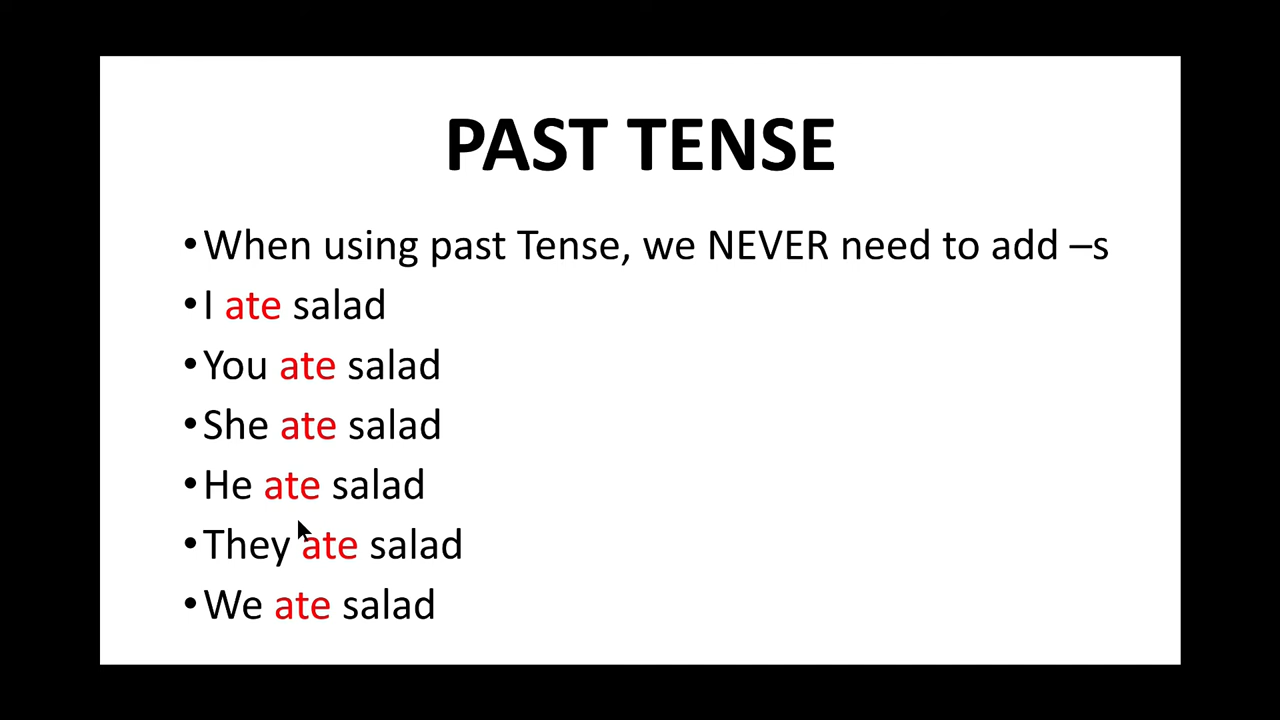 PAST TENSE
•When using past Tense, we NEVER need to add –s
•I ate salad
•You ate salad
•She ate salad
•He ate salad
•They ate salad
•We ate salad